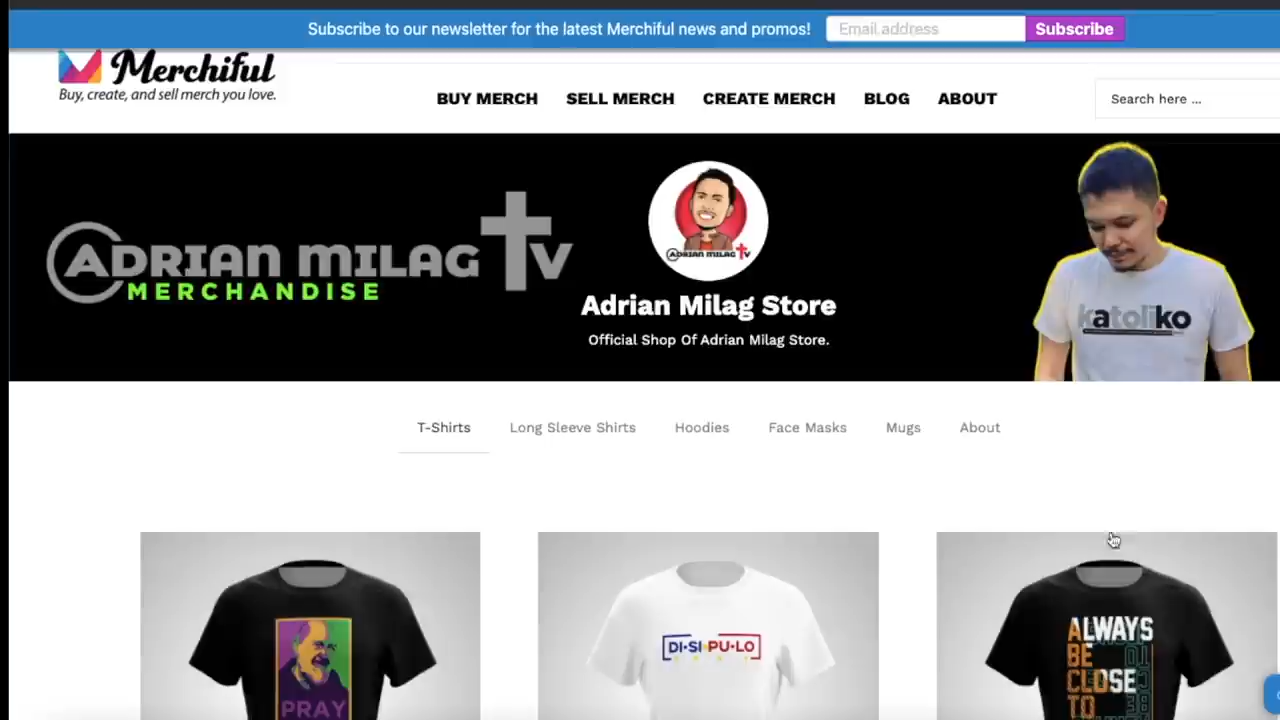 Subscribe to our newsletter for the latest Merchiful news and promos! Email address Subscribe
Merchiful
Buy, create, and sell merch you love.
BUY MERCH SELL MERCH CREATE MERCH BLOG ABOUT
Search here ...
ADRIAN MILAG TV
MERCHANDISE
ADRIAN MILAG TV
Adrian Milag Store
Official Shop Of Adrian Milag Store.
katoliko
T-Shirts Long Sleeve Shirts Hoodies Face Masks Mugs About
PRAY
DI·SI·PU·LO
ALWAYS
BE
CLOSE
TO